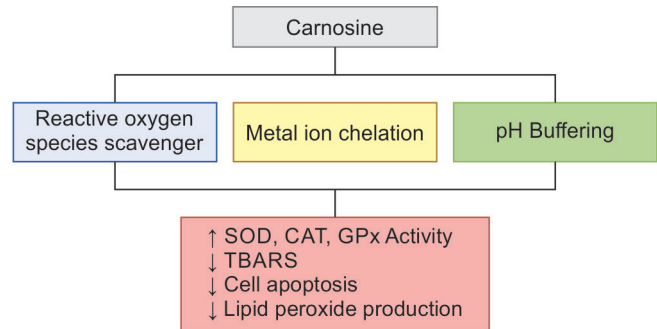 Carnosine
Reactive oxygen
species scavenger
Metal ion chelation
pH Buffering
↑ SOD, CAT, GPx Activity
↓ TBARS
↓ Cell apoptosis
↓ Lipid peroxide production